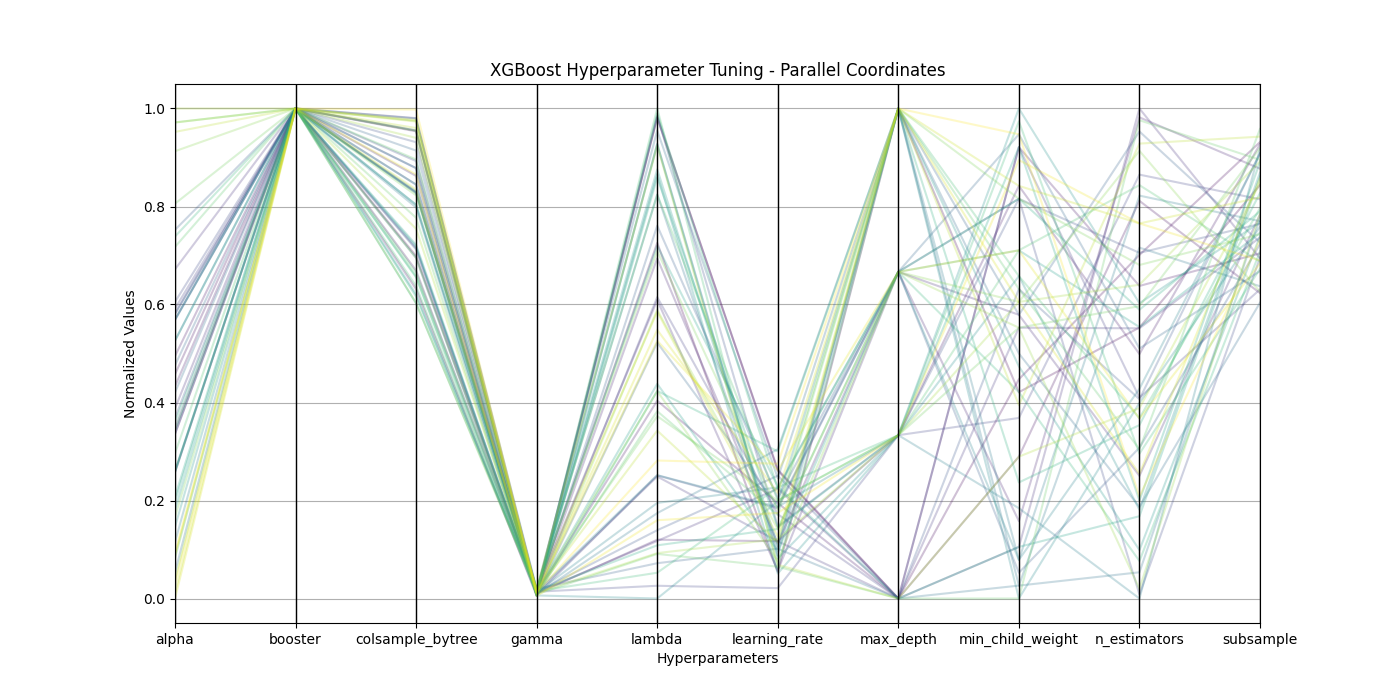 XGBoost Hyperparameter Tuning - Parallel Coordinates
1.0
0.8
0.6
0.4
0.2
0.0
Normalized Values
alpha booster colsample_bytree gamma lambda learning_rate max_depth min_child_weight n_estimators subsample
Hyperparameters